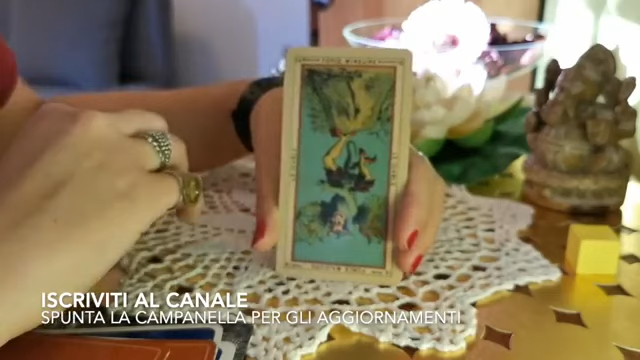 ISCRIVITI AL CANALE
SPUNTA LA CAMPANELLA PER GLI AGGIORNAMENTI